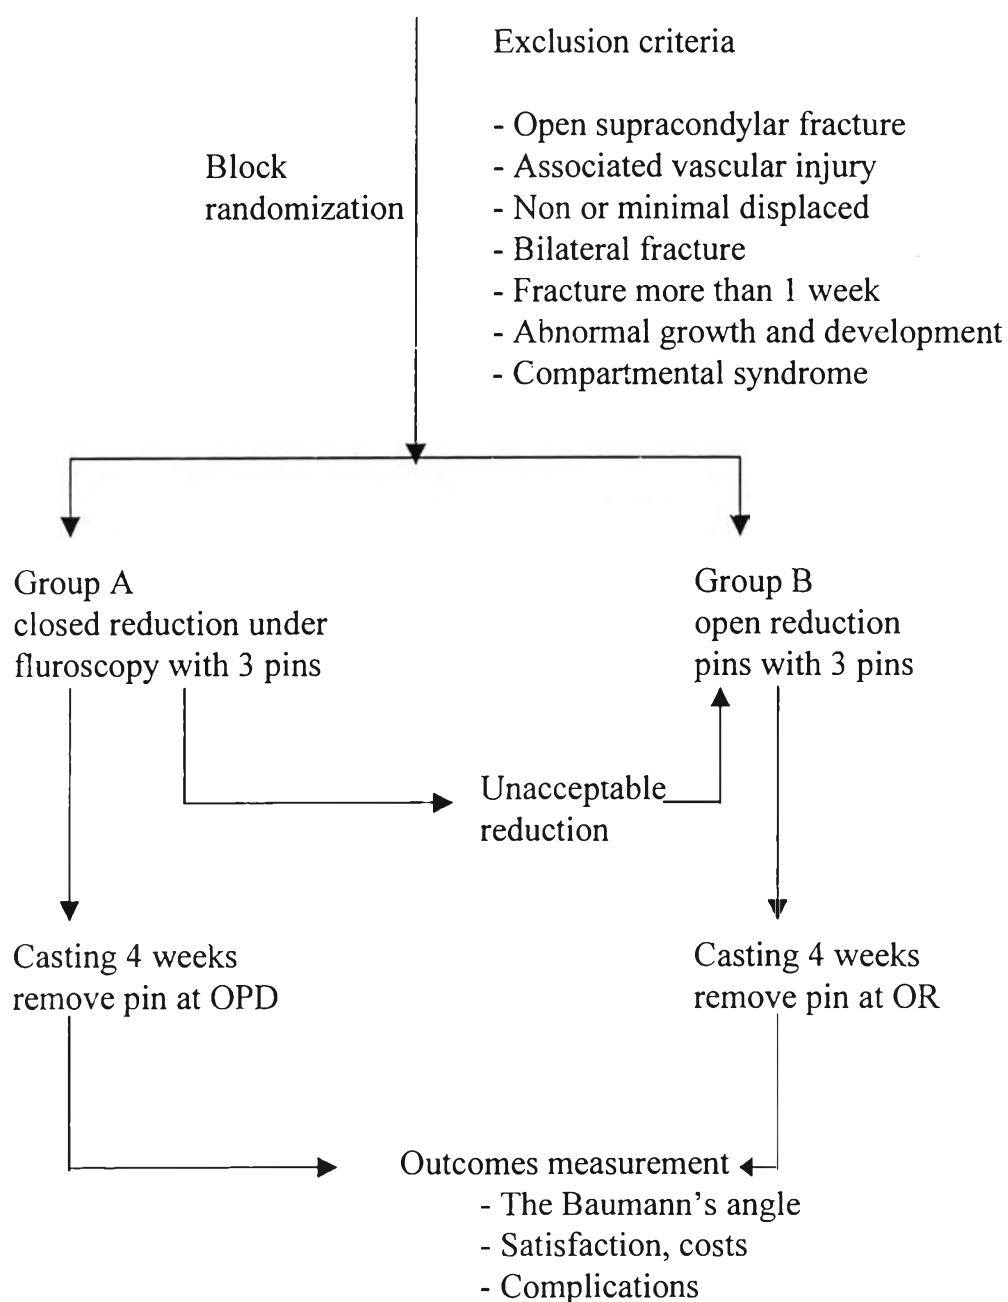 Exclusion criteria
- Open supracondylar fracture
- Associated vascular injury
- Non or minimal displaced
- Bilateral fracture
- Fracture more than 1 week
- Abnormal growth and development
- Compartmental syndrome
Block
randomization
Group A
closed reduction under
fluroscopy with 3 pins
Group B
open reduction
pins with 3 pins
Unacceptable
reduction
Casting 4 weeks
remove pin at OPD
Casting 4 weeks
remove pin at OR
Outcomes measurement
- The Baumann's angle
- Satisfaction, costs
- Complications